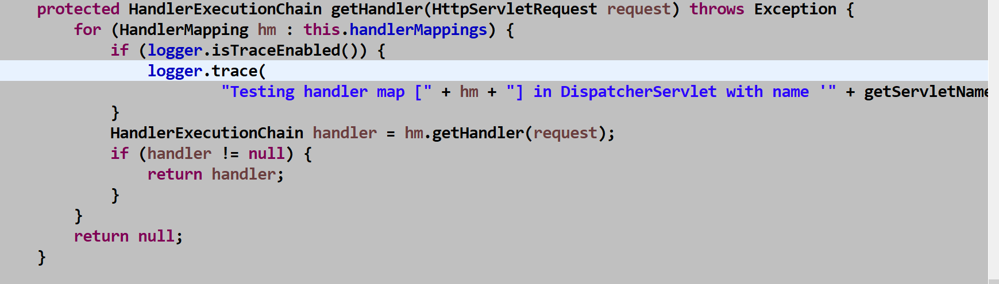 protected HandlerExecutionChain getHandler(HttpServletRequest request) throws Exception {
for (HandlerMapping hm : this.handlerMappings) {
if (logger.isTraceEnabled()) {
logger.trace(
"Testing handler map [" + hm + "] in DispatcherServlet with name '" + getServletName
}
HandlerExecutionChain handler = hm.getHandler(request);
if (handler != null) {
return handler;
}
}
return null;
}